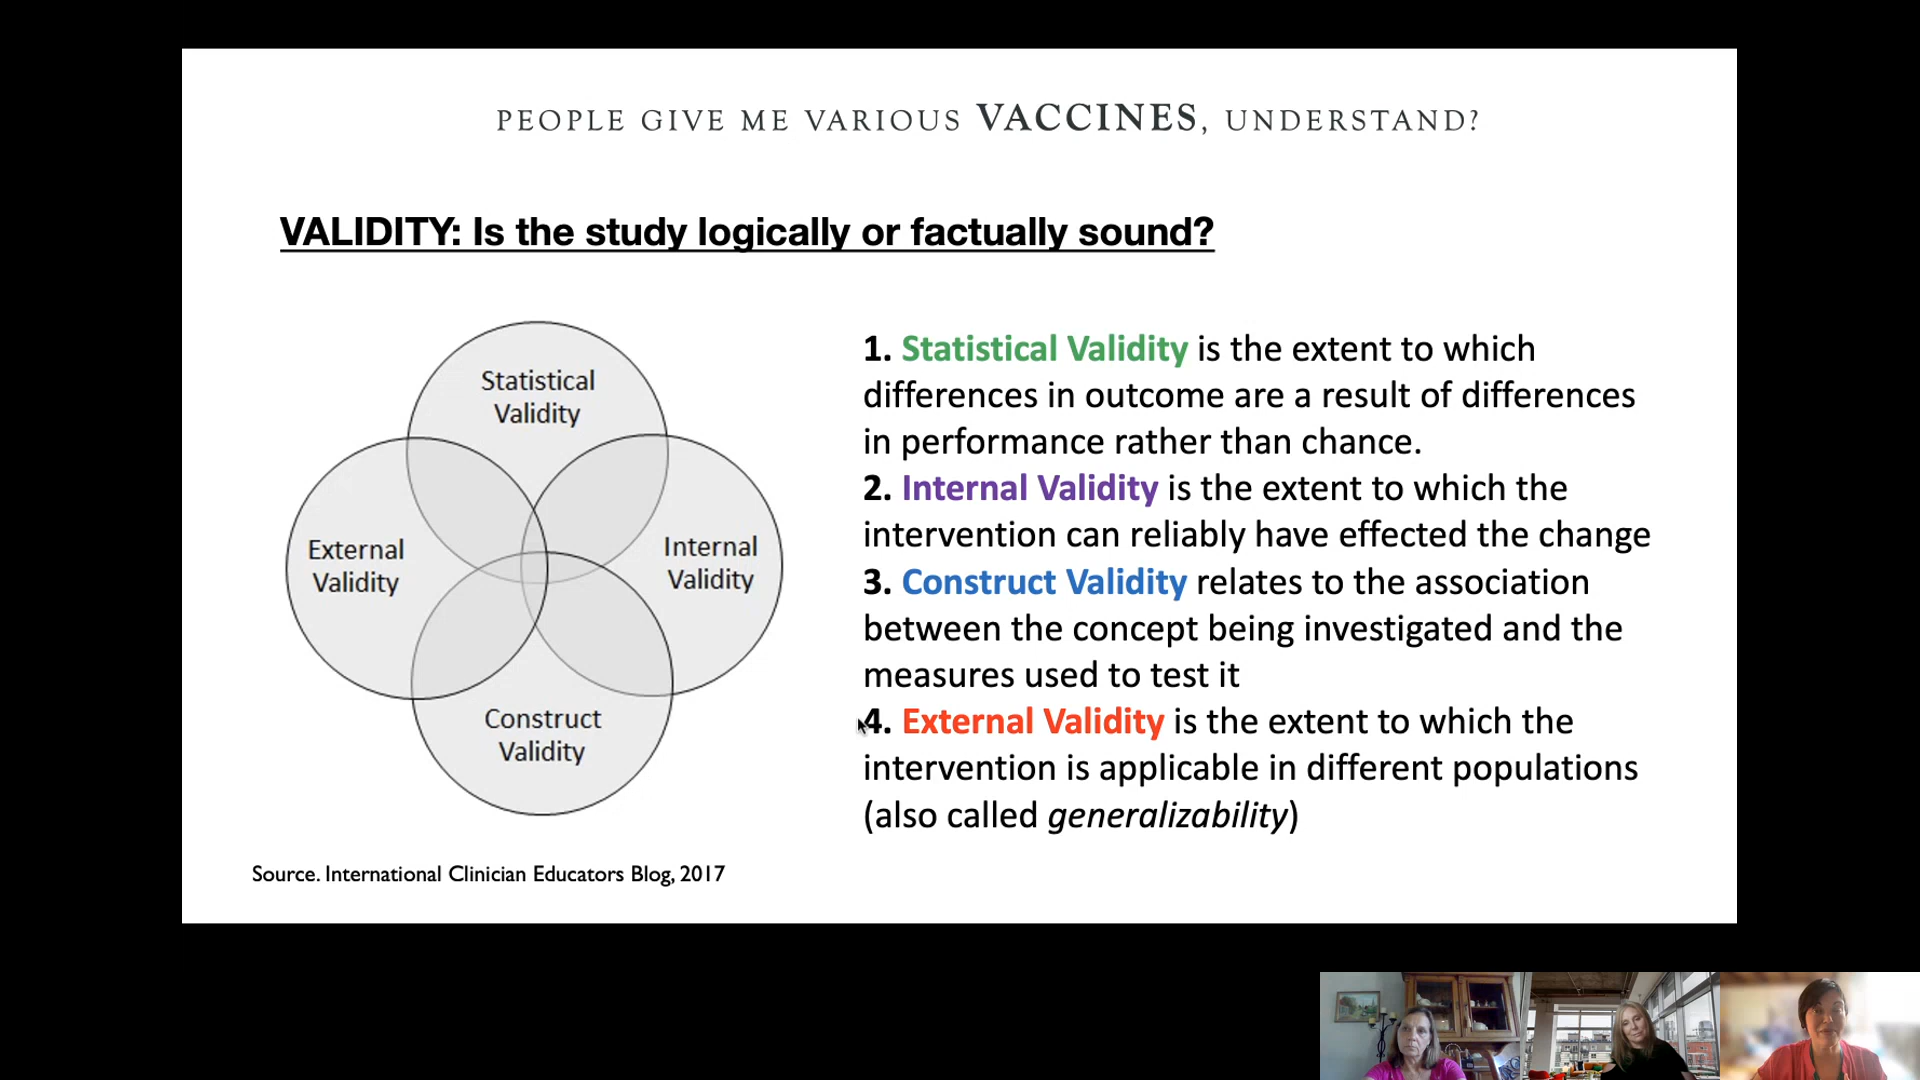 PEOPLE GIVE ME VARIOUS VACCINES, UNDERSTAND?
VALIDITY: Is the study logically or factually sound?
Statistical
Validity
External
Validity
Internal
Validity
Construct
Validity
1. Statistical Validity is the extent to which
differences in outcome are a result of differences
in performance rather than chance.
2. Internal Validity is the extent to which the
intervention can reliably have effected the change
3. Construct Validity relates to the association
between the concept being investigated and the
measures used to test it
4. External Validity is the extent to which the
intervention is applicable in different populations
(also called generalizability)
Source. International Clinician Educators Blog, 2017